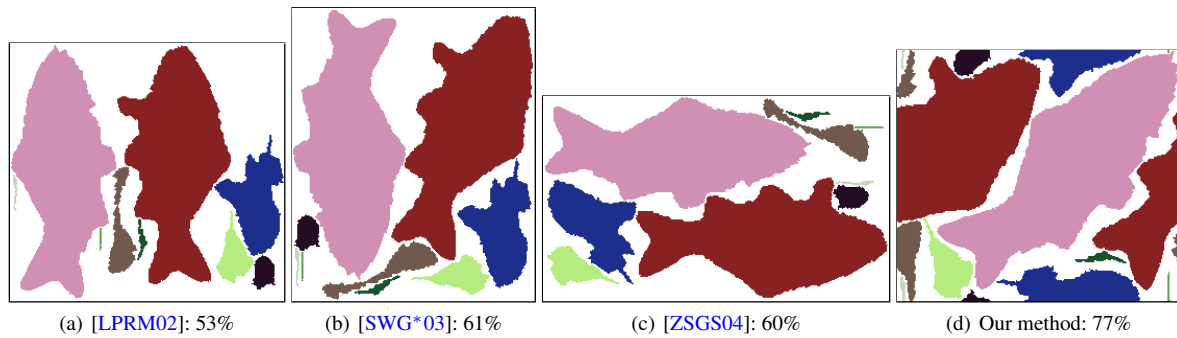 (a) [LPRM02]: 53%
(b) [SWG*03]: 61%
(c) [ZSGS04]: 60%
(d) Our method: 77%